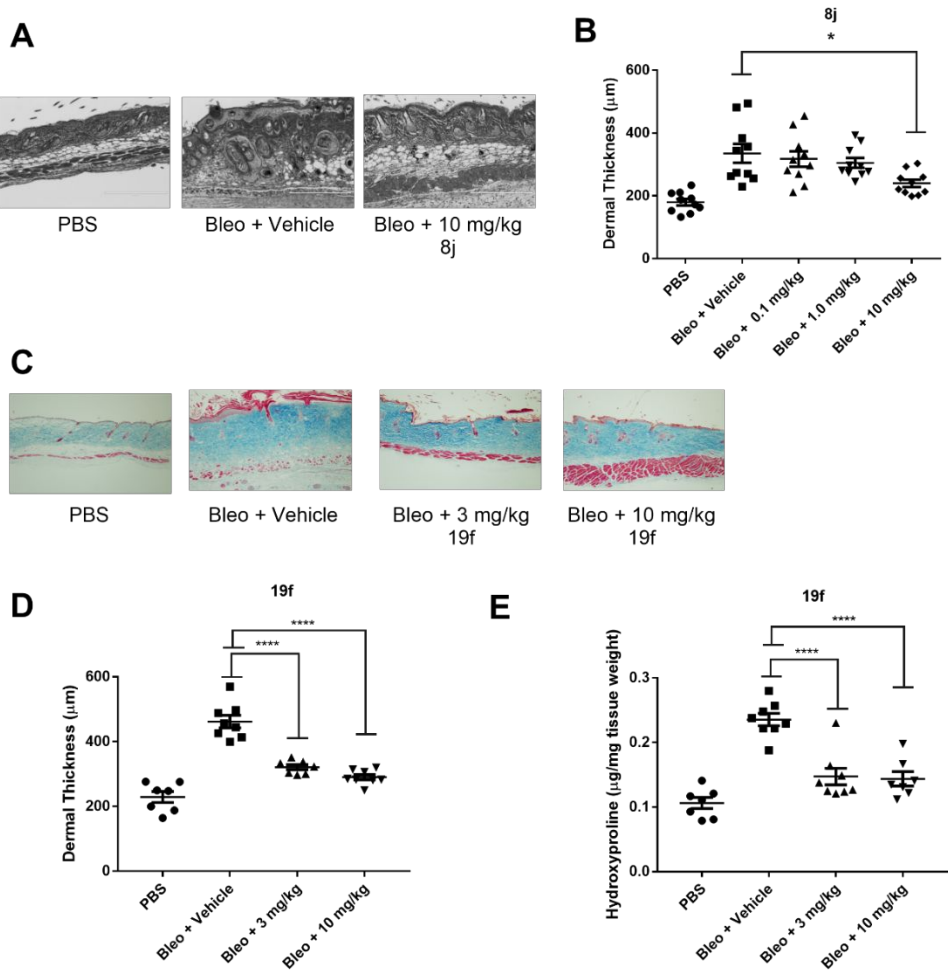 A
PBS
Bleo + Vehicle
Bleo + 10 mg/kg
8j
B
8j
*
Dermal Thickness (μm)
600
400
200
0
PBS
Bleo + Vehicle
Bleo + 0.1 mg/kg
Bleo + 1.0 mg/kg
Bleo + 10 mg/kg
C
PBS
Bleo + Vehicle
Bleo + 3 mg/kg
19f
Bleo + 10 mg/kg
19f
D
19f
****
****
Dermal Thickness (μm)
600
400
200
0
PBS
Bleo + Vehicle
Bleo + 3 mg/kg
Bleo + 10 mg/kg
E
19f
****
****
Hydroxyproline (μg/mg tissue weight)
0.3
0.2
0.1
0.0
PBS
Bleo + Vehicle
Bleo + 3 mg/kg
Bleo + 10 mg/kg